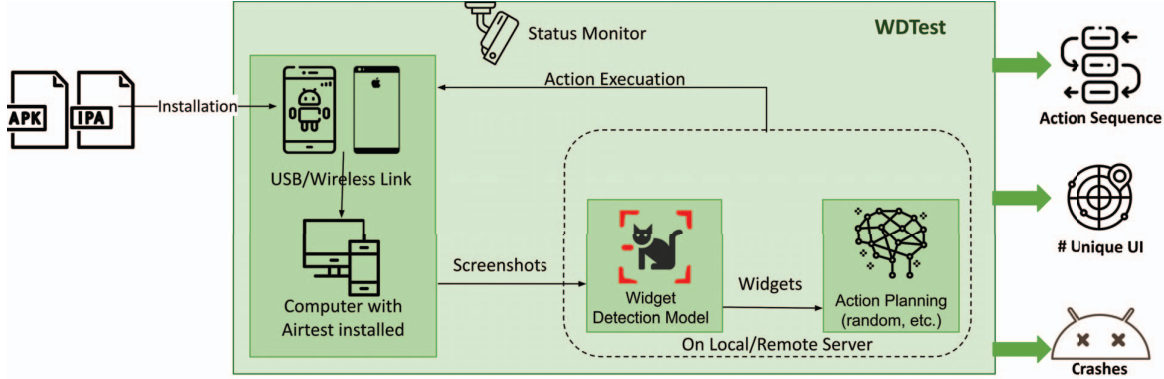 WDTest
Status Monitor
Action Execuation
APK
IPA
Installation
USB/Wireless Link
Computer with
Airtest installed
Screenshots
Widget
Detection Model
Widgets
Action Planning
(random, etc.)
On Local/Remote Server
Action Sequence
# Unique UI
Crashes